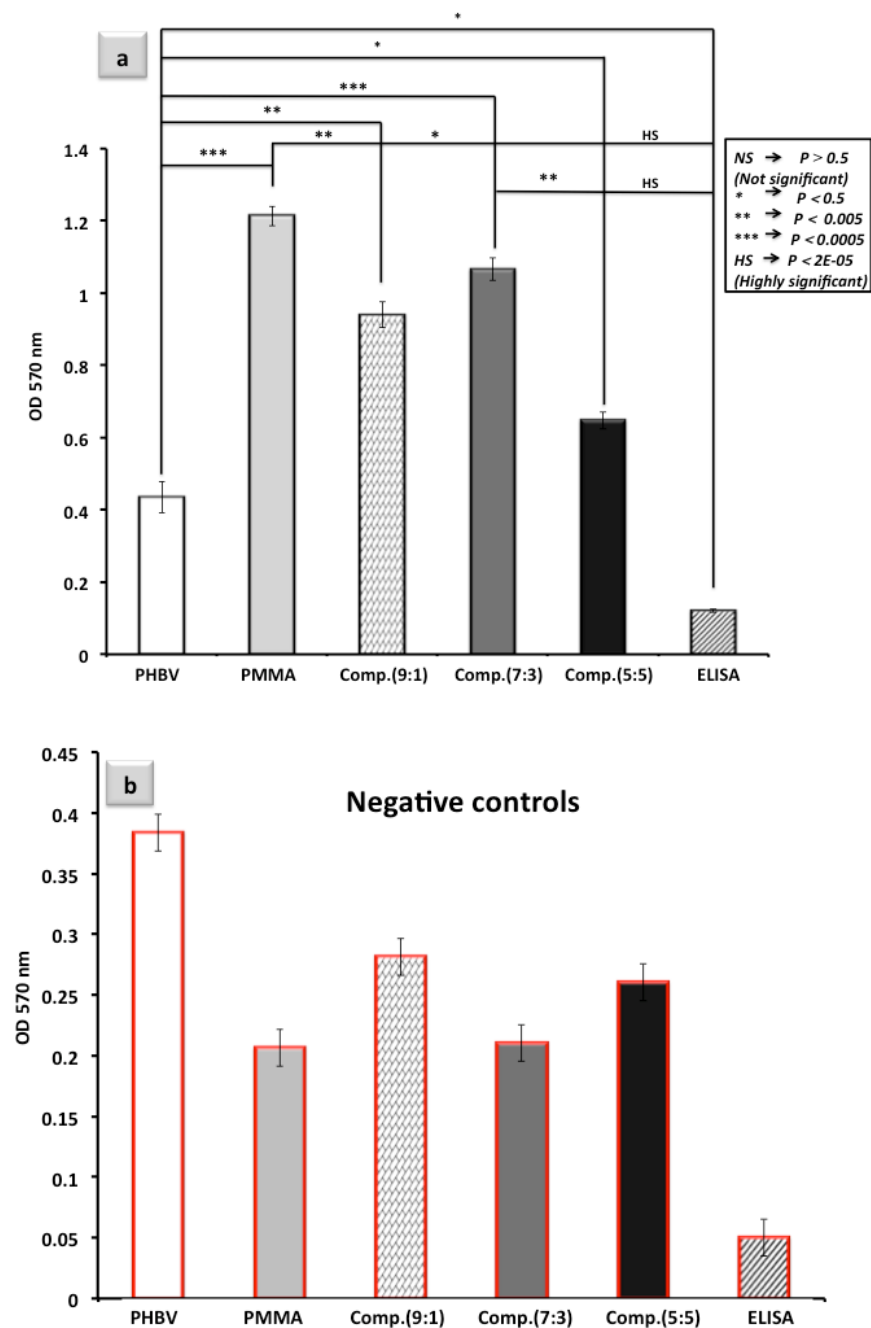 *
a
*
***
**
** * HS
***
** HS
NS → P > 0.5
(Not significant)
* → P < 0.5
** → P < 0.005
*** → P < 0.0005
HS → P < 2E-05
(Highly significant)
1.4
1.2
1
0.8
0.6
0.4
0.2
0
OD 570 nm
PHBV PMMA Comp.(9:1) Comp.(7:3) Comp.(5:5) ELISA
b
Negative controls
0.45
0.4
0.35
0.3
0.25
0.2
0.15
0.1
0.05
0
OD 570 nm
PHBV PMMA Comp.(9:1) Comp.(7:3) Comp.(5:5) ELISA